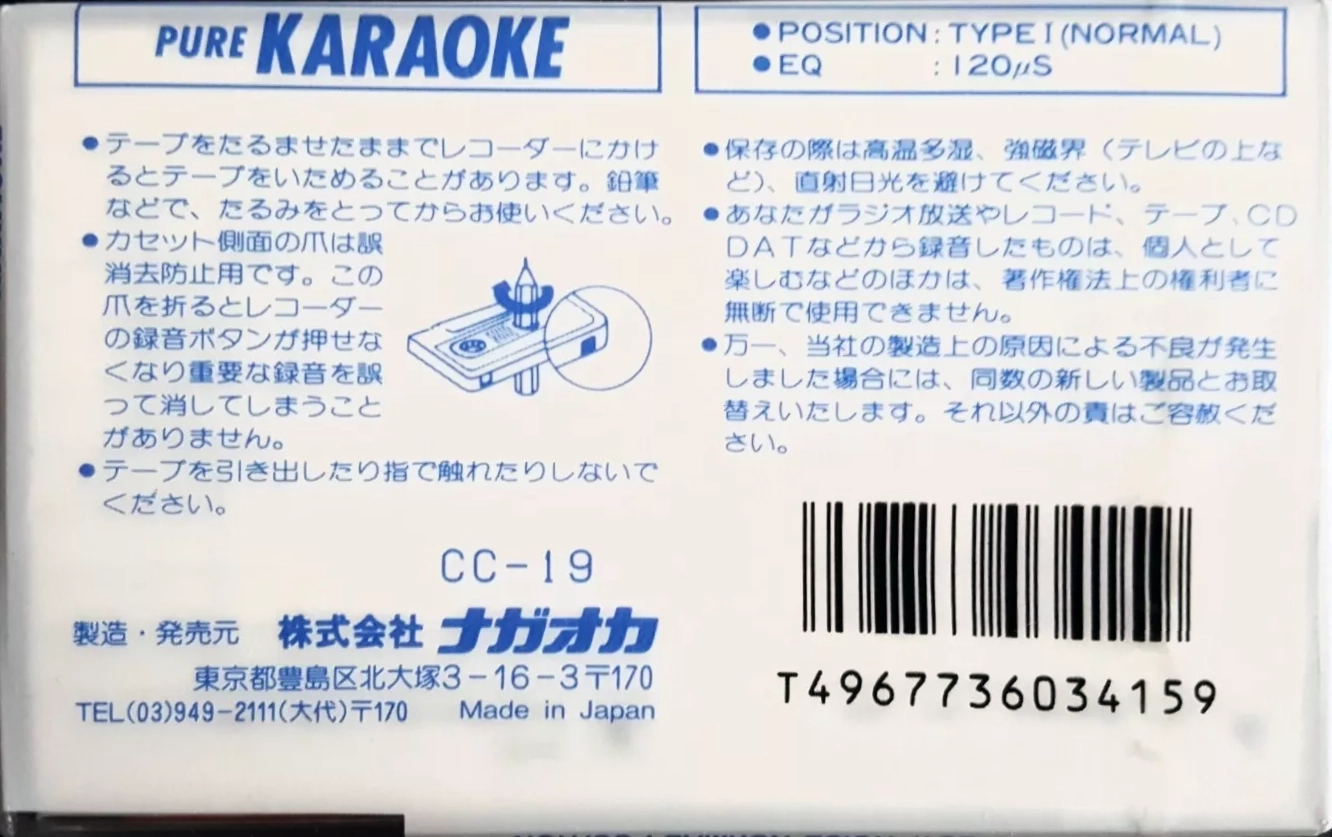 PURE KARAOKE
●POSITION : TYPE I (NORMAL)
●EQ : 120μS
●テープをたるませたままでレコーダーにかけ
るとテープをいためることがあります。鉛筆
などで、たるみをとってからお使いください。
●カセット側面の爪は誤
消去防止用です。この
爪を折るとレコーダー
の録音ボタンが押せな
くなり重要な録音を誤
って消してしまうこと
がありません。
●テープを引き出したり指で触れたりしないで
ください。
●保存の際は高温多湿、強磁界（テレビの上な
ど）、直射日光を避けてください。
●あなたがラジオ放送やレコード、テープ、CD
DATなどから録音したものは、個人として
楽しむなどのほかは、著作権法上の権利者に
無断で使用できません。
●万一、当社の製造上の原因による不良が発生
しました場合には、同数の新しい製品とお取
替えいたします。それ以外の責はご容赦くだ
さい。
CC-19
製造・発売元 株式会社 ナガオカ
東京都豊島区北大塚3-16-3〒170
TEL(03)949-2111(大代)〒170 Made in Japan
T4967736034159